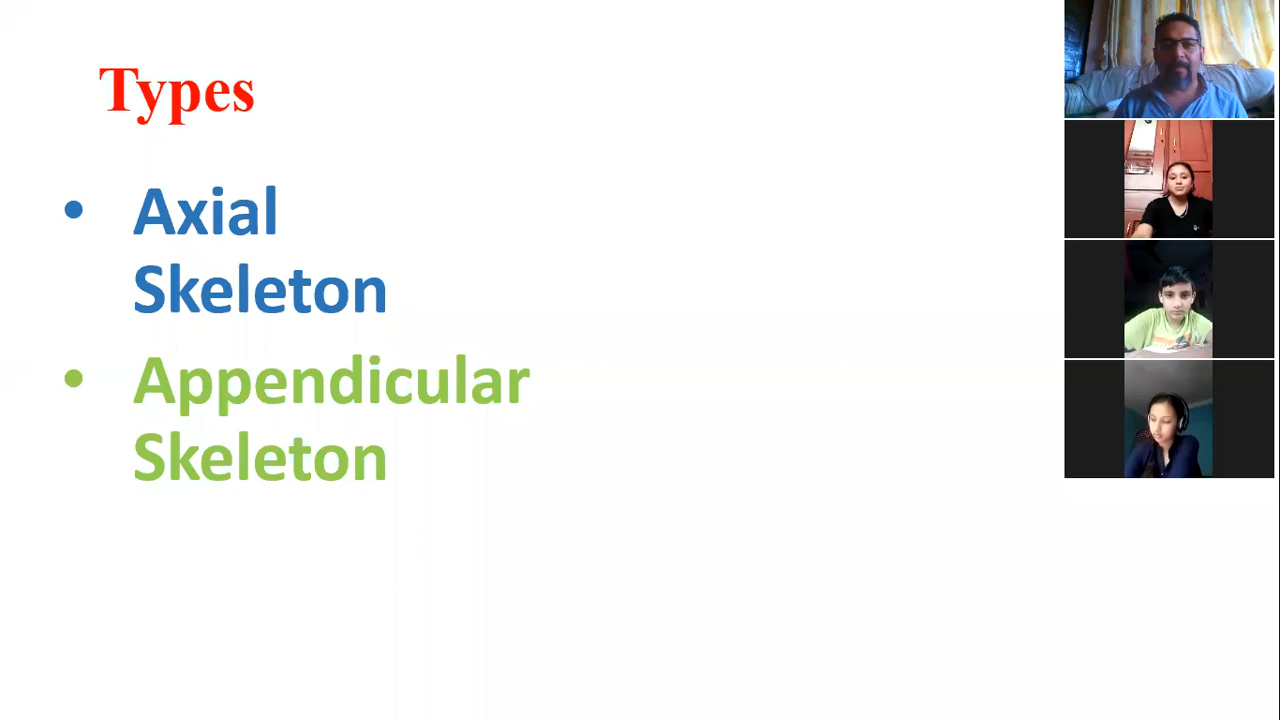 Types
• Axial
Skeleton
• Appendicular
Skeleton